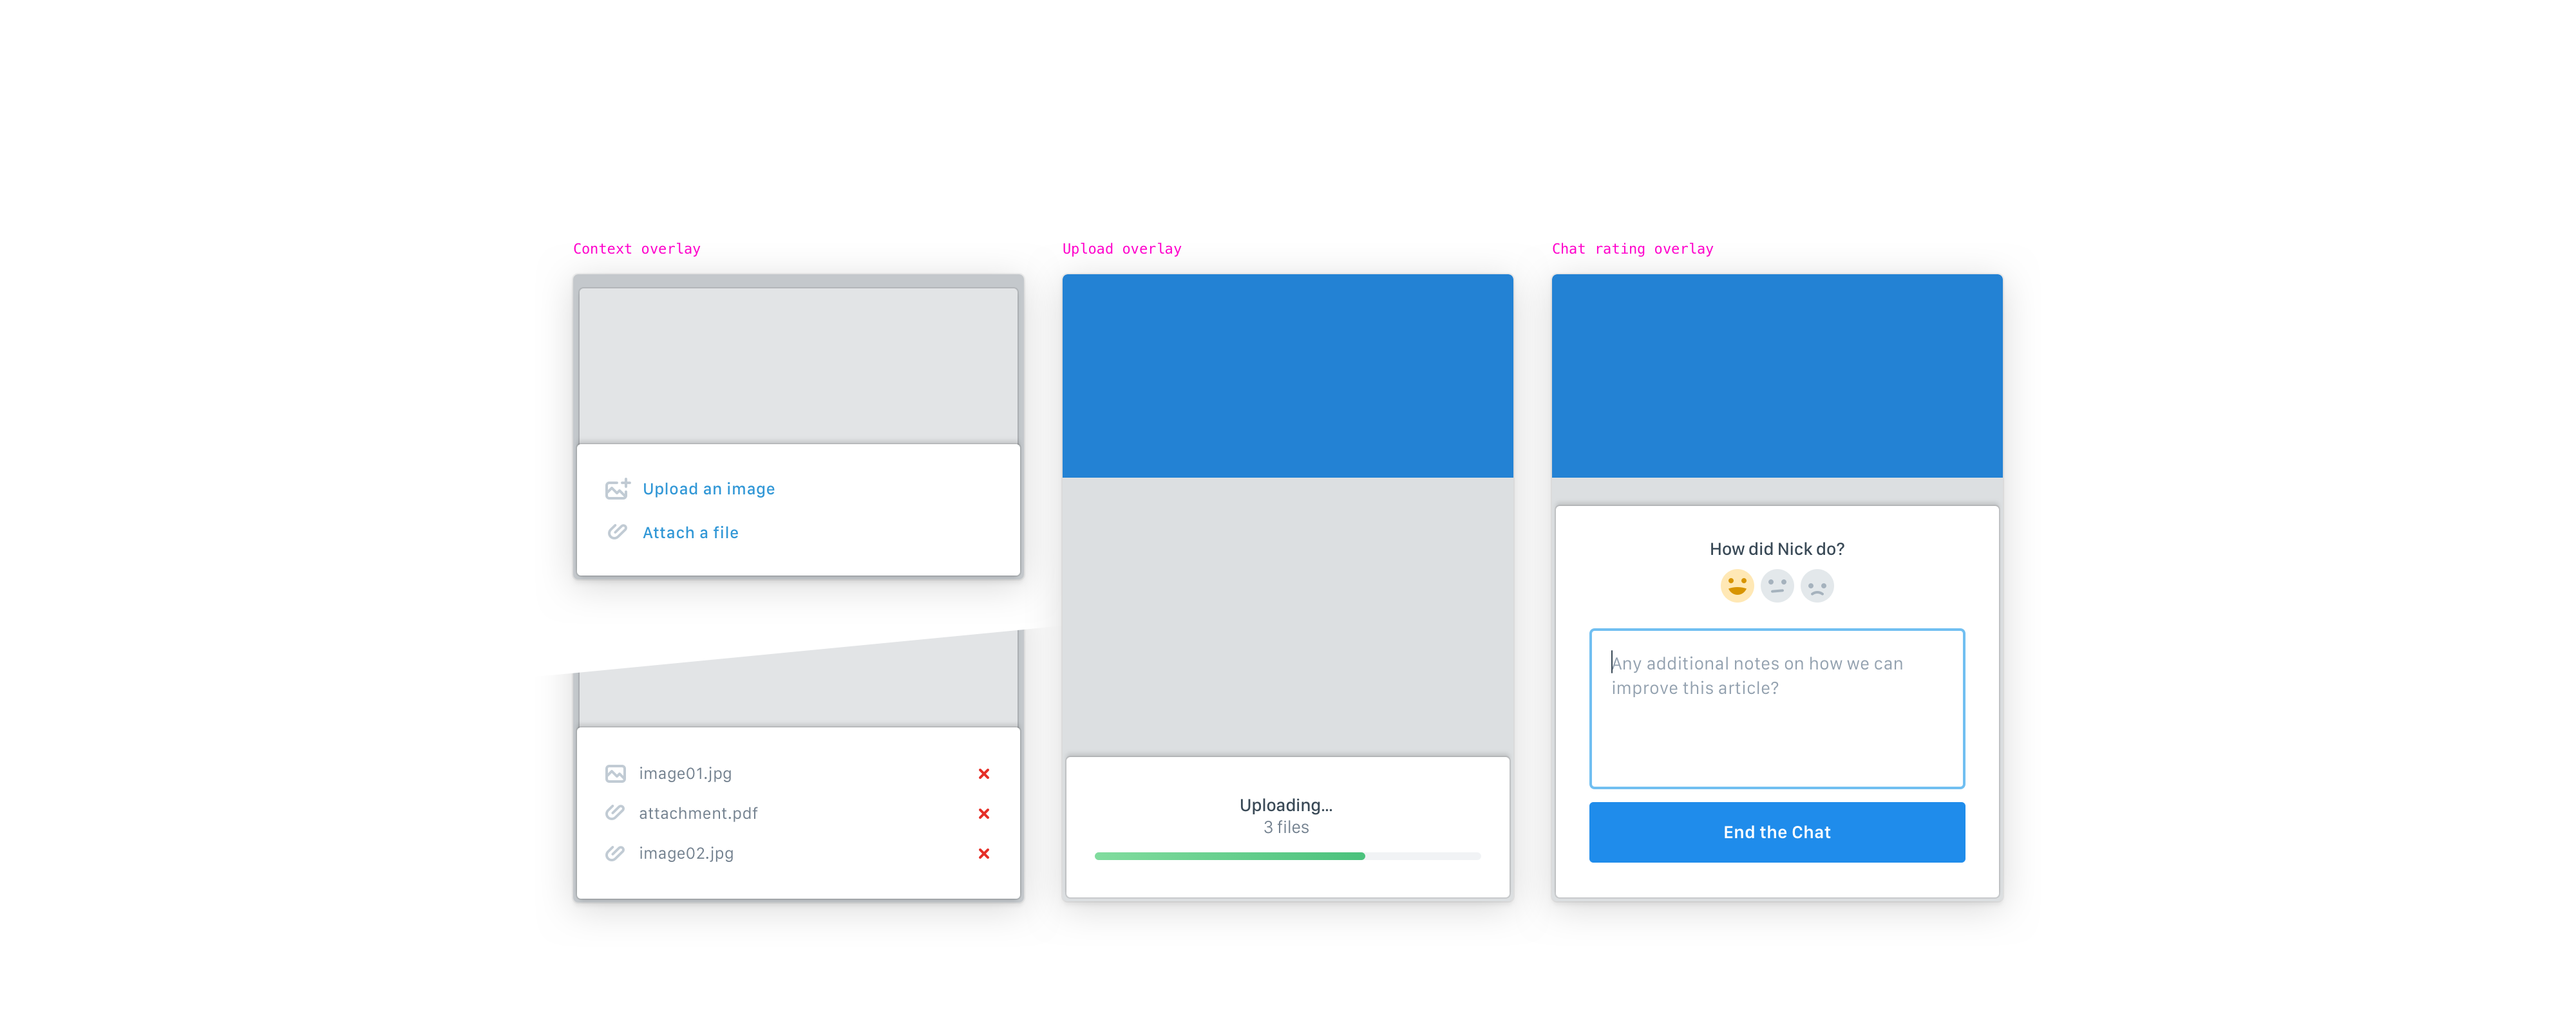 Context overlay
Upload an image
Attach a file
image01.jpg
attachment.pdf
image02.jpg
Upload overlay
Uploading...
3 files
Chat rating overlay
How did Nick do?
Any additional notes on how we can
improve this article?
End the Chat